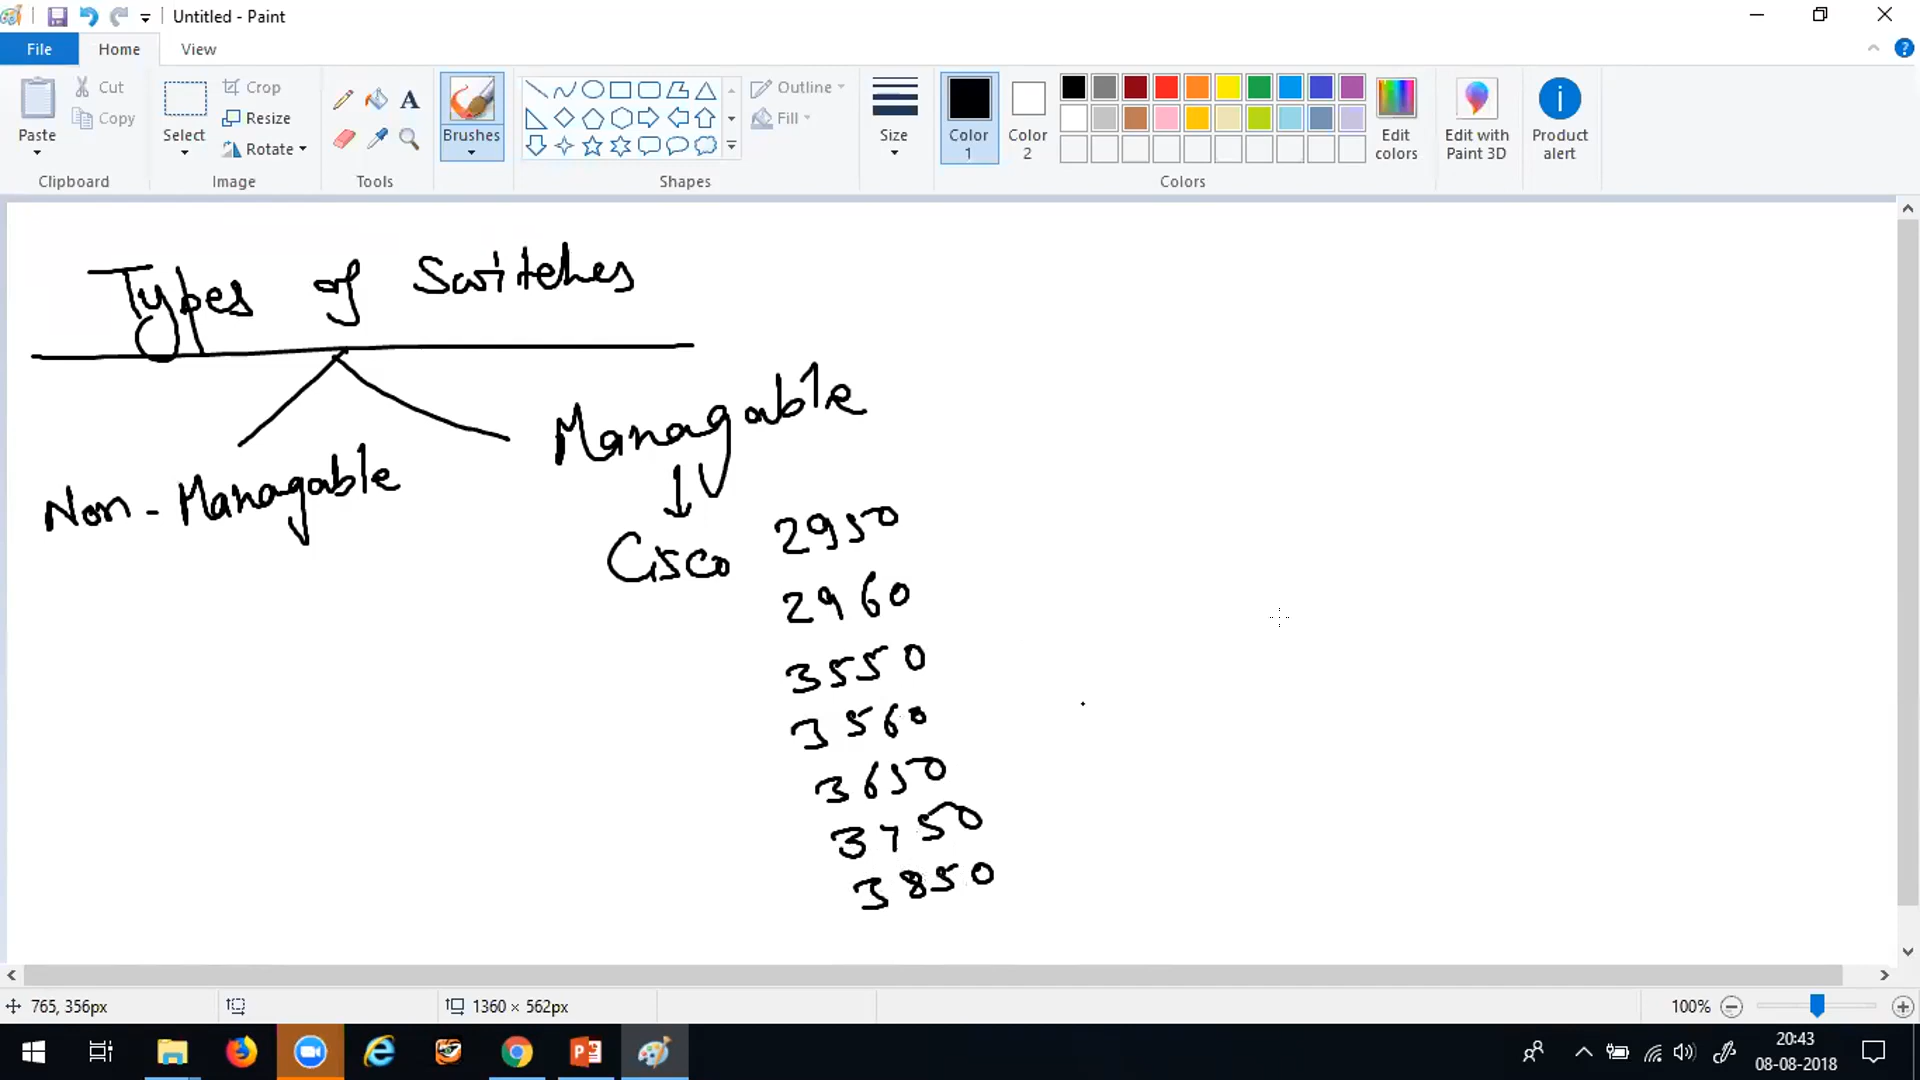 Untitled - Paint
File Home View
Paste Cut Copy Clipboard
Select Crop Resize Rotate Image
Tools
Brushes
Shapes Outline Fill
Size
Color 1 Color 2
Edit colors
Colors
Edit with Paint 3D
Product alert
Types of Switches
Managable
Non-Managable
Cisco 2950
2960
3550
3560
3650
3750
3850
765, 356px 1360 × 562px 100%
20:43
08-08-2018